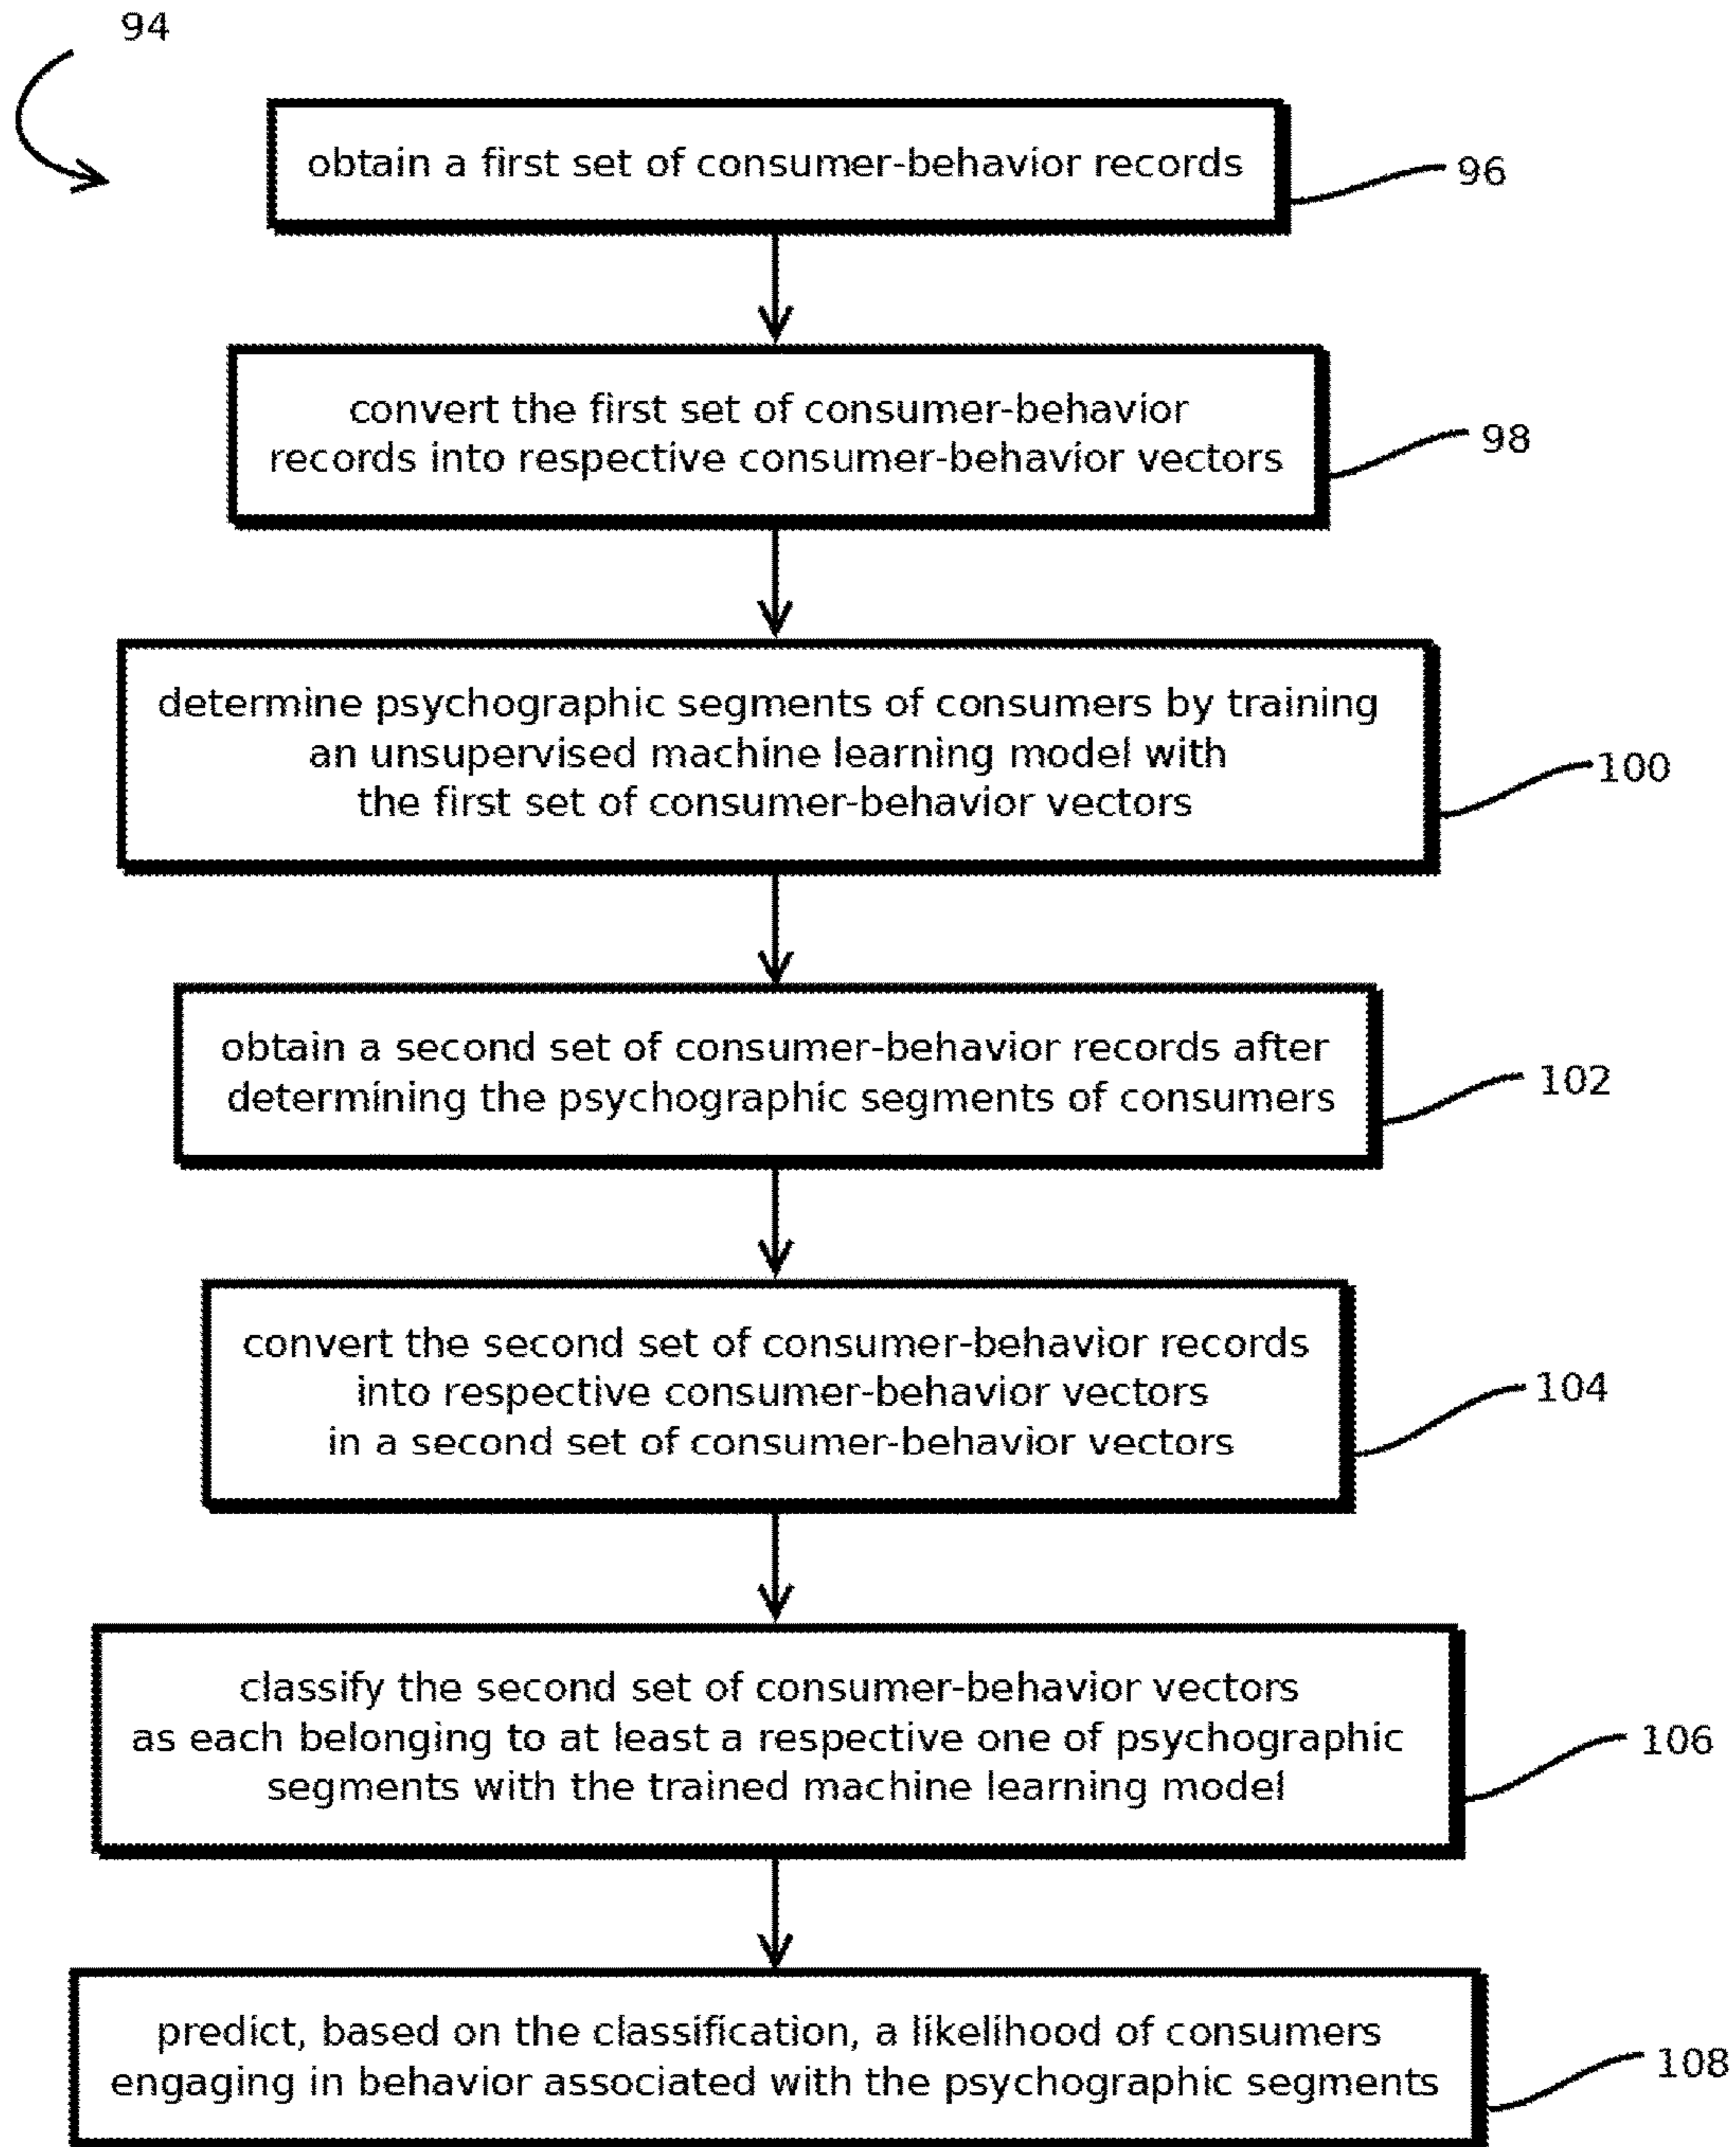 94
obtain a first set of consumer-behavior records
96
convert the first set of consumer-behavior
records into respective consumer-behavior vectors
98
determine psychographic segments of consumers by training
an unsupervised machine learning model with
the first set of consumer-behavior vectors
100
obtain a second set of consumer-behavior records after
determining the psychographic segments of consumers
102
convert the second set of consumer-behavior records
into respective consumer-behavior vectors
in a second set of consumer-behavior vectors
104
classify the second set of consumer-behavior vectors
as each belonging to at least a respective one of psychographic
segments with the trained machine learning model
106
predict, based on the classification, a likelihood of consumers
engaging in behavior associated with the psychographic segments
108